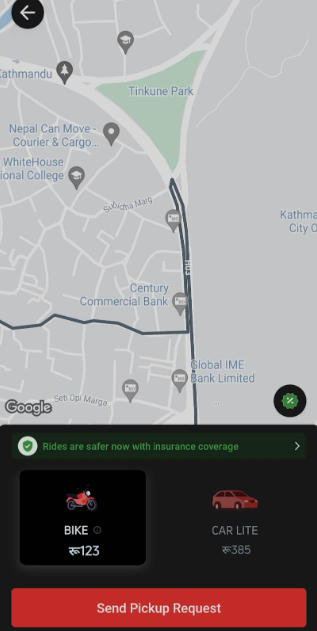 Kathmandu
Tinkune Park
Nepal Can Move -
Courier & Cargo...
WhiteHouse
ional College
Subidha Marg
Kathma
City O
H03
Century
Commercial Bank
Global IME
Bank Limited
Seti Opi Marga
Google
Rides are safer now with insurance coverage
BIKE
रू123
CAR LITE
रू385
Send Pickup Request